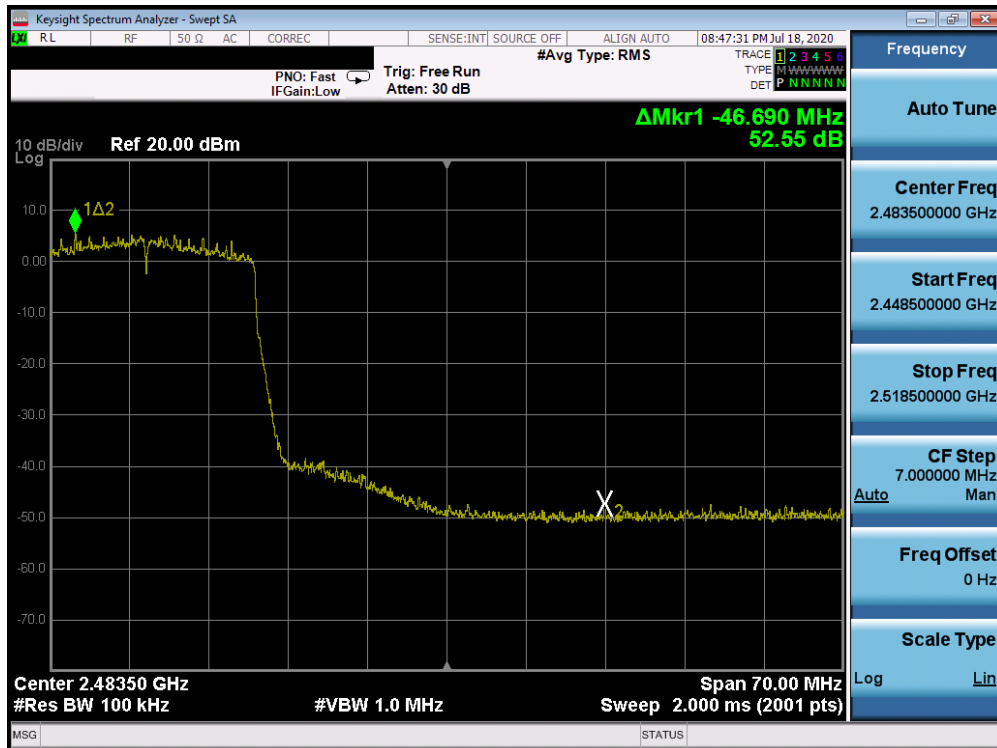 Keysight Spectrum Analyzer - Swept SA
LXI RL RF 50 Ω AC CORREC SENSE:INT SOURCE OFF ALIGN AUTO 08:47:31 PM Jul 18, 2020
#Avg Type: RMS
TRACE 1 2 3 4 5 6
PNO: Fast Trig: Free Run
TYPE M W W W W W
IFGain:Low Atten: 30 dB
DET P N N N N N
ΔMkr1 -46.690 MHz
52.55 dB
10 dB/div Ref 20.00 dBm
Log
10.0
1Δ2
0.00
-10.0
-20.0
-30.0
-40.0
-50.0
X2
-60.0
-70.0
Center 2.48350 GHz Span 70.00 MHz
#Res BW 100 kHz #VBW 1.0 MHz Sweep 2.000 ms (2001 pts)
MSG STATUS
Frequency
Auto Tune
Center Freq
2.483500000 GHz
Start Freq
2.448500000 GHz
Stop Freq
2.518500000 GHz
CF Step
7.000000 MHz
Auto Man
Freq Offset
0 Hz
Scale Type
Log Lin